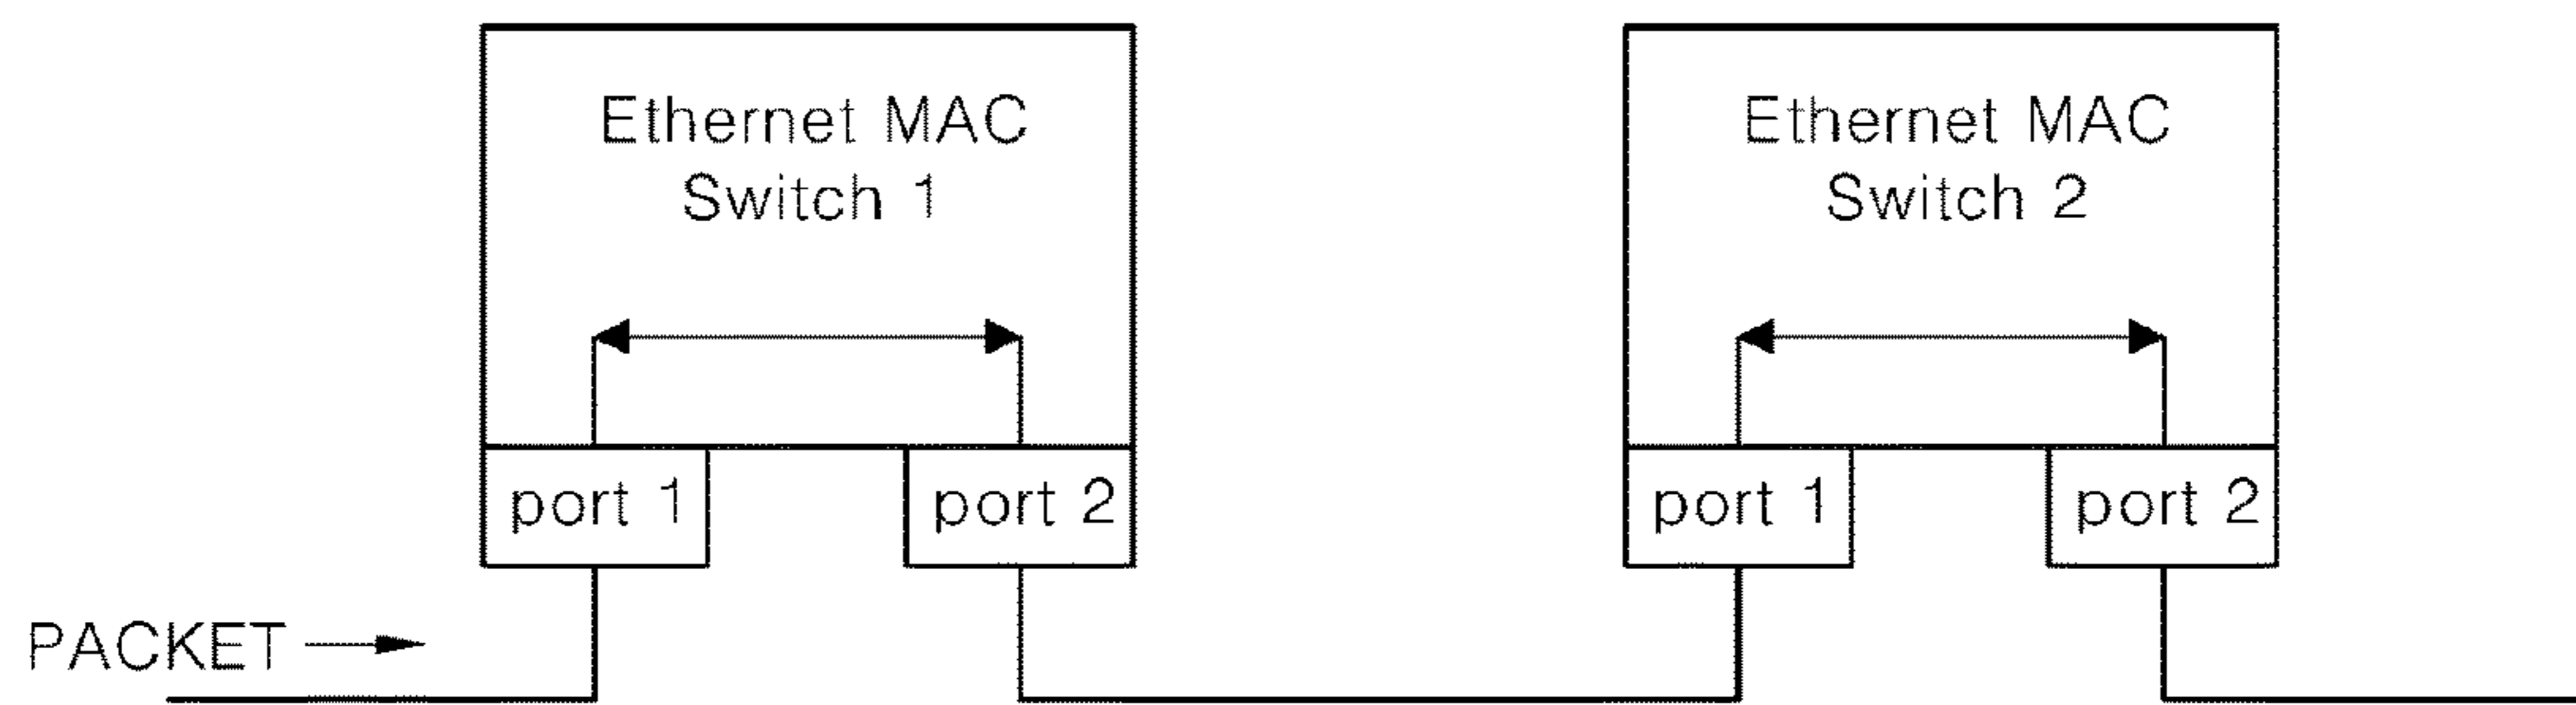 Ethernet MAC
Switch 1
Ethernet MAC
Switch 2
port 1
port 2
port 1
port 2
PACKET